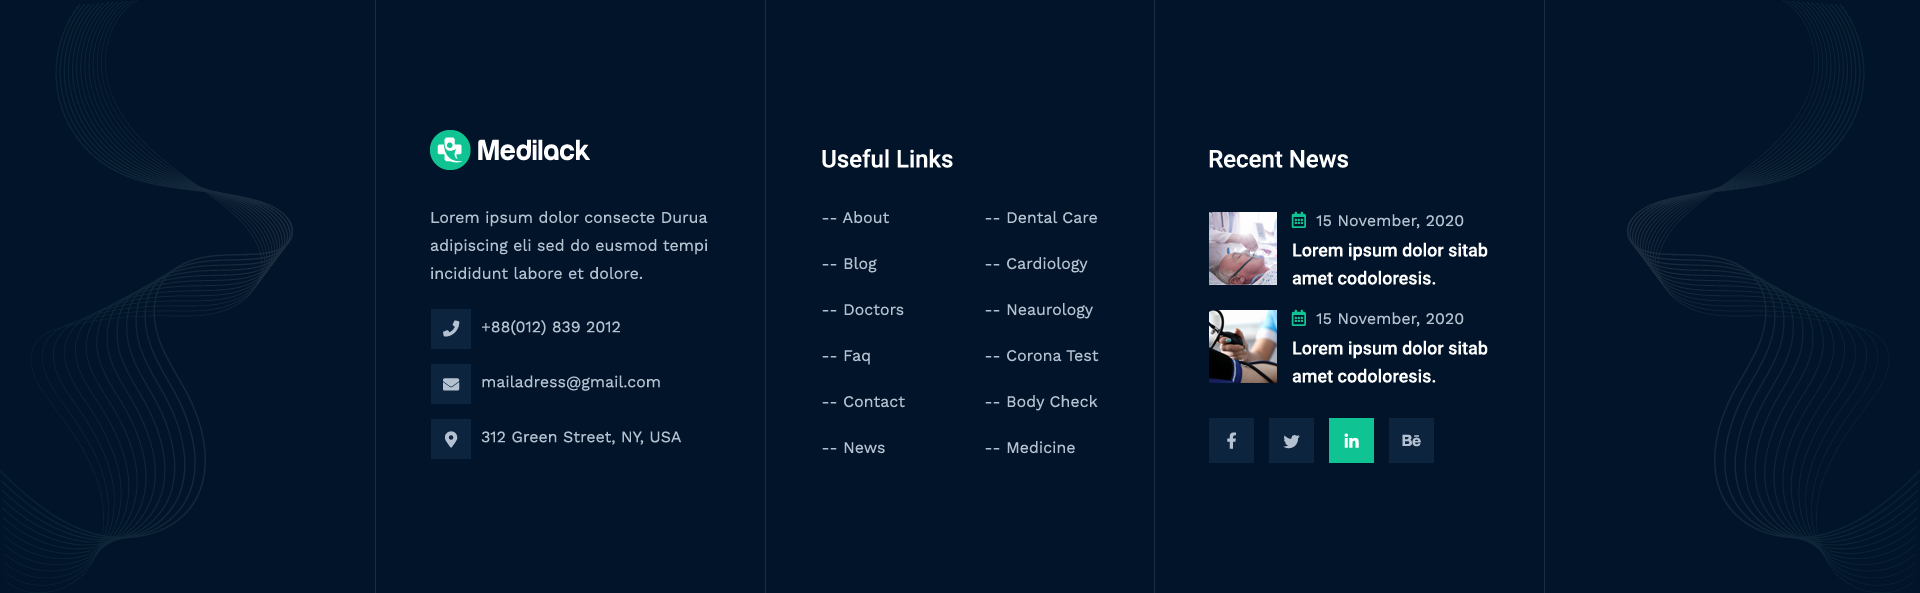 Medilack
Lorem ipsum dolor consecte Durua
adipiscing eli sed do eusmod tempi
incididunt labore et dolore.
+88(012) 839 2012
mailadress@gmail.com
312 Green Street, NY, USA
Useful Links
-- About
-- Blog
-- Doctors
-- Faq
-- Contact
-- News
-- Dental Care
-- Cardiology
-- Neaurology
-- Corona Test
-- Body Check
-- Medicine
Recent News
15 November, 2020
Lorem ipsum dolor sitab
amet codoloresis.
15 November, 2020
Lorem ipsum dolor sitab
amet codoloresis.
f
in
Bē